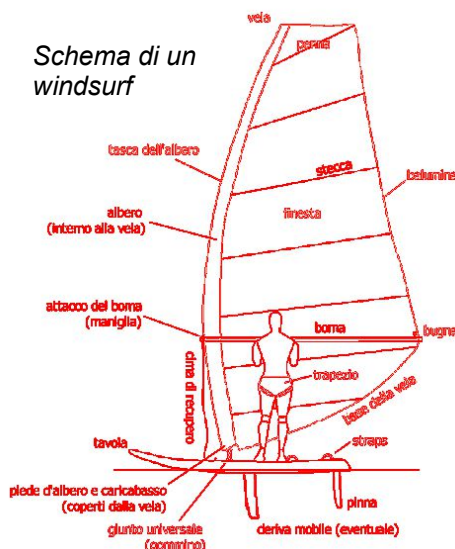 Schema di un
windsurf
vela
penna
tasca dell'albero
stecca
balumina
albero
(interno alla vela)
finesta
attacco del boma
(maniglia)
boma
bugna
cima di recupero
trapezio
base della vela
tavola
straps
piede d'albero e caricabasso
(coperti dalla vela)
pinna
giunto universale
(gommino)
deriva mobile (eventuale)